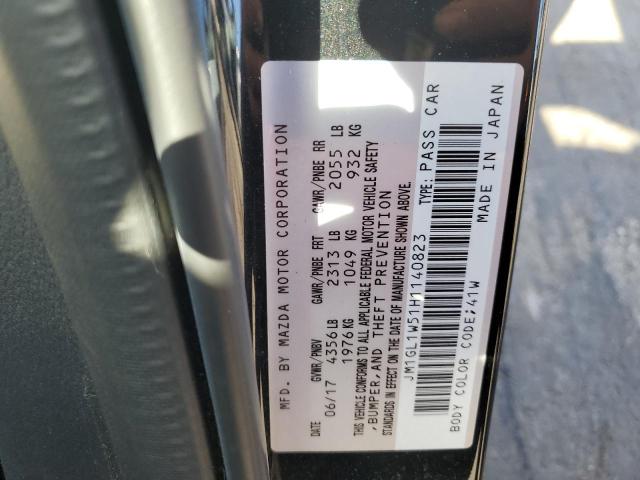 MFD. BY MAZDA MOTOR CORPORATION
GVWR/PNBV GAWR/PNBE FRT GAWR/PNBE RR
DATE 06/17 4356LB 2313 LB 2055 LB
1976KG 1049 KG 932 KG
THIS VEHICLE CONFORMS TO ALL APPLICABLE FEDERAL MOTOR VEHICLE SAFETY
,BUMPER,AND THEFT PREVENTION
STANDARDS IN EFFECT ON THE DATE OF MANUFACTURE SHOWN ABOVE.
JM1GL1W51H1140823 TYPE: PASS CAR
BODY COLOR CODE;41W MADE IN JAPAN